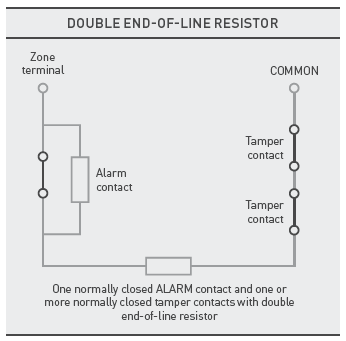 DOUBLE END-OF-LINE RESISTOR
Zone
terminal
COMMON
Tamper
contact
Alarm
contact
Tamper
contact
One normally closed ALARM contact and one or
more normally closed tamper contacts with double
end-of-line resistor